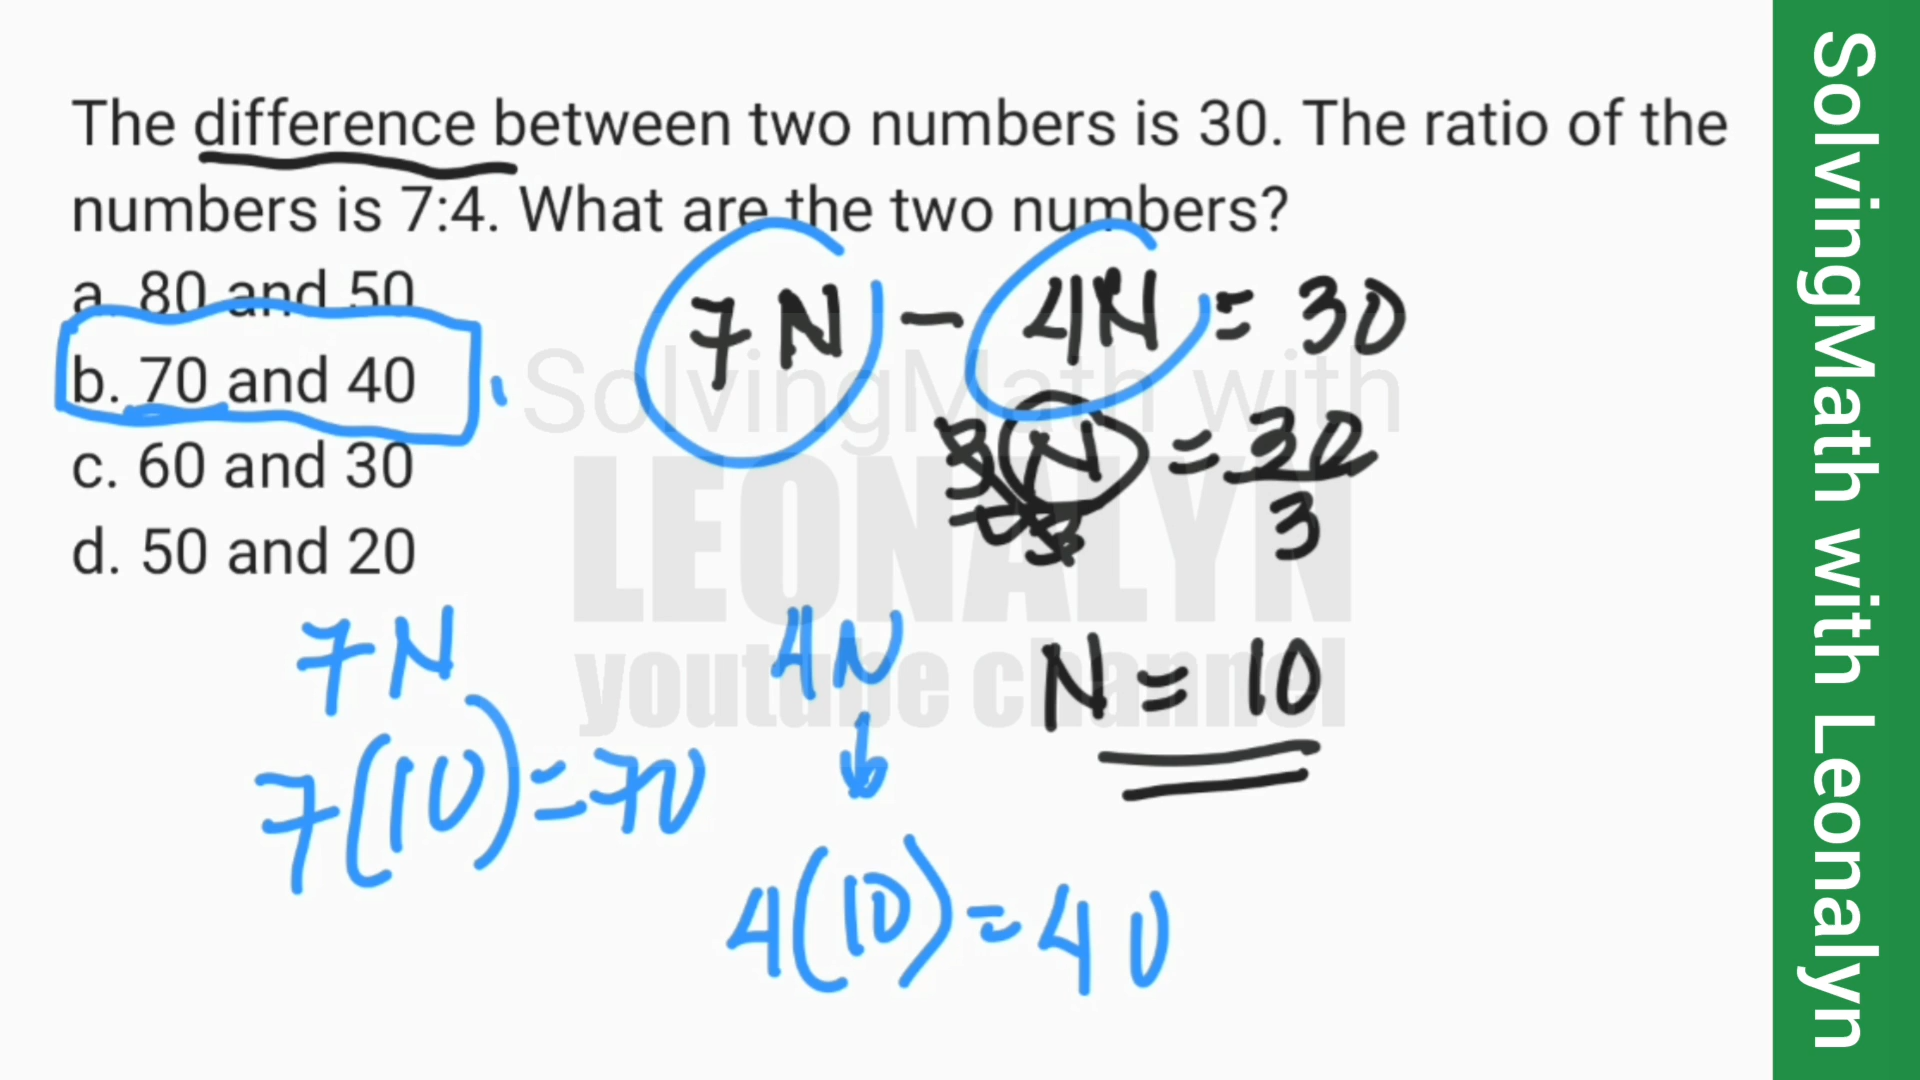 The difference between two numbers is 30. The ratio of the
numbers is 7:4. What are the two numbers?
a. 80 and 50
b. 70 and 40
c. 60 and 30
d. 50 and 20
7N - 4N = 30
N = 30
3
N = 10
7N
7(10)=70
4N
4(10)=40
SolvingMath with
LEONALYN
youtube channel
SolvingMath with Leonalyn